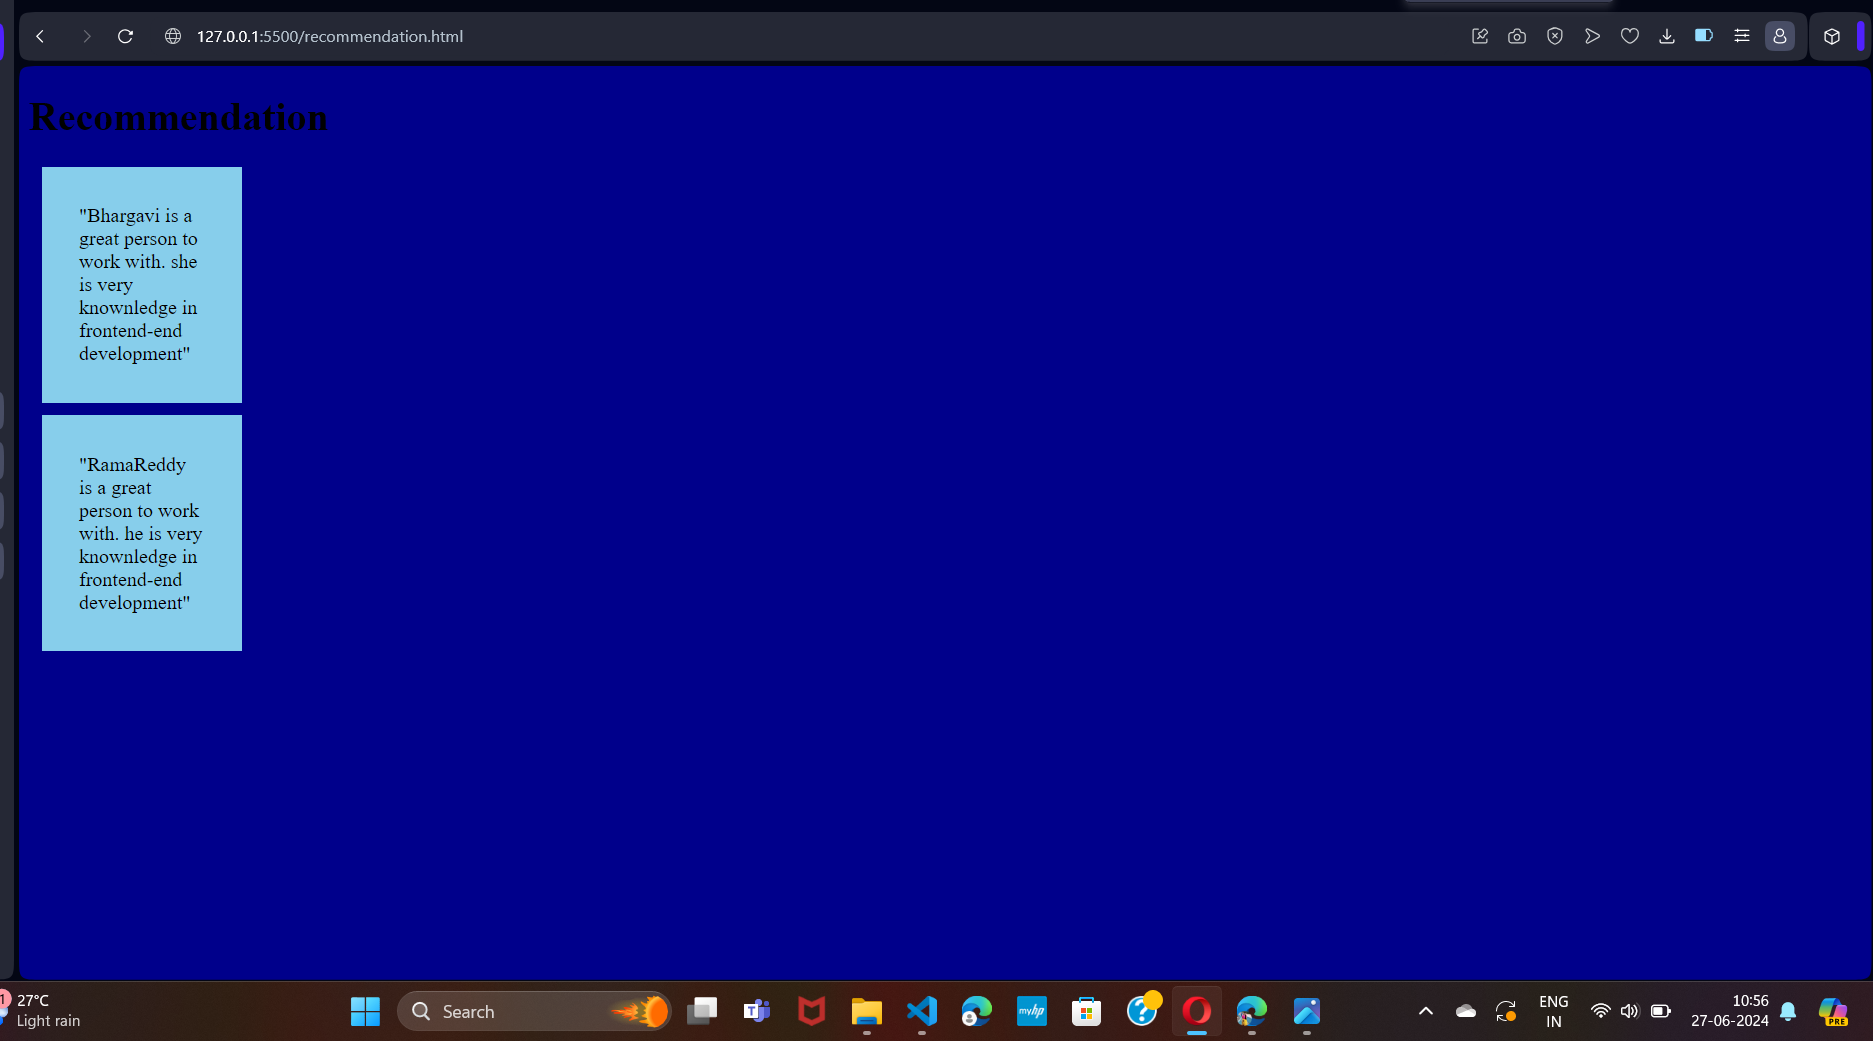 127.0.0.1:5500/recommendation.html
Recommendation
"Bhargavi is a
great person to
work with. she
is very
knownledge in
frontend-end
development"
"RamaReddy
is a great
person to work
with. he is very
knownledge in
frontend-end
development"
1
27°C
Light rain
Search
T
myhp
?
ENG
IN
10:56
27-06-2024
PRE